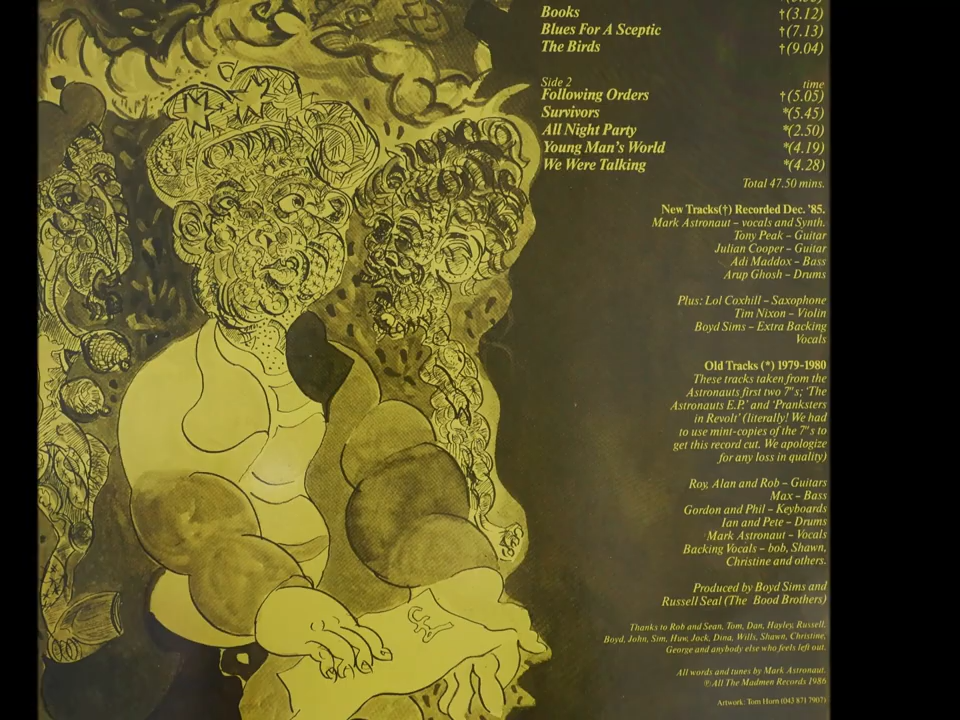 Books †(3.12)
Blues For A Sceptic †(7.13)
The Birds †(9.04)
Side 2 time
Following Orders †(5.05)
Survivors *(5.45)
All Night Party *(2.50)
Young Man's World *(4.19)
We Were Talking *(4.28)
Total 47.50 mins.
New Tracks(†) Recorded Dec. '85.
Mark Astronaut – vocals and Synth.
Tony Peak – Guitar
Julian Cooper – Guitar
Adi Maddox – Bass
Arup Ghosh – Drums
Plus: Lol Coxhill – Saxophone
Tim Nixon – Violin
Boyd Sims – Extra Backing
Vocals
Old Tracks (*) 1979-1980
These tracks taken from the
Astronauts first two 7"s; 'The
Astronauts E.P.' and 'Pranksters
in Revolt' (literally! We had
to use mint-copies of the 7"s to
get this record cut. We apologize
for any loss in quality)
Roy, Alan and Rob – Guitars
Max – Bass
Gordon and Phil – Keyboards
Ian and Pete – Drums
Mark Astronaut – Vocals
Backing Vocals – bob, Shawn,
Christine and others.
Produced by Boyd Sims and
Russell Seal (The Bood Brothers)
Thanks to Rob and Sean, Tom, Dan, Hayley, Russell,
Boyd, John, Sim, Huw, Jock, Dina, Wills, Shawn, Christine,
George and anybody else who feels left out.
All words and tunes by Mark Astronaut.
℗ All The Madmen Records 1986
Artwork: Tom Hurn (043 871 7907)